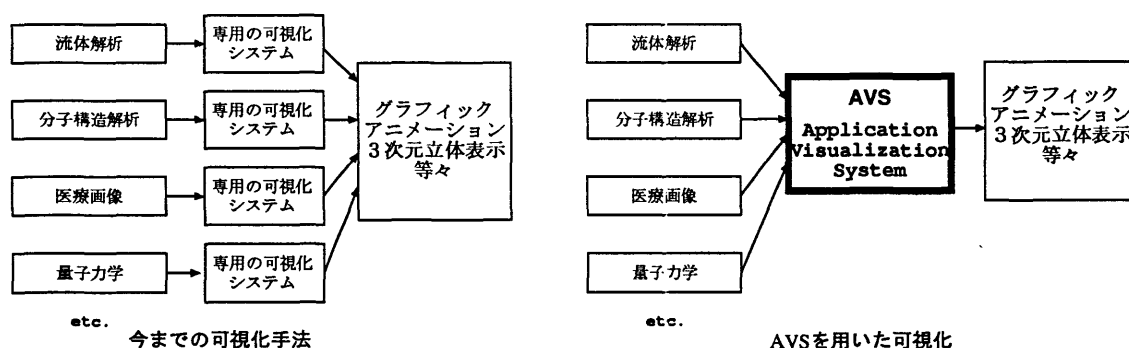 流体解析
専用の可視化
システム
分子構造解析
専用の可視化
システム
医療画像
専用の可視化
システム
量子力学
専用の可視化
システム
グラフィック
アニメーション
3次元立体表示
等々
etc.
今までの可視化手法
流体解析
分子構造解析
医療画像
量子力学
AVS
Application
Visualization
System
グラフィック
アニメーション
3次元立体表示
等々
etc.
AVSを用いた可視化